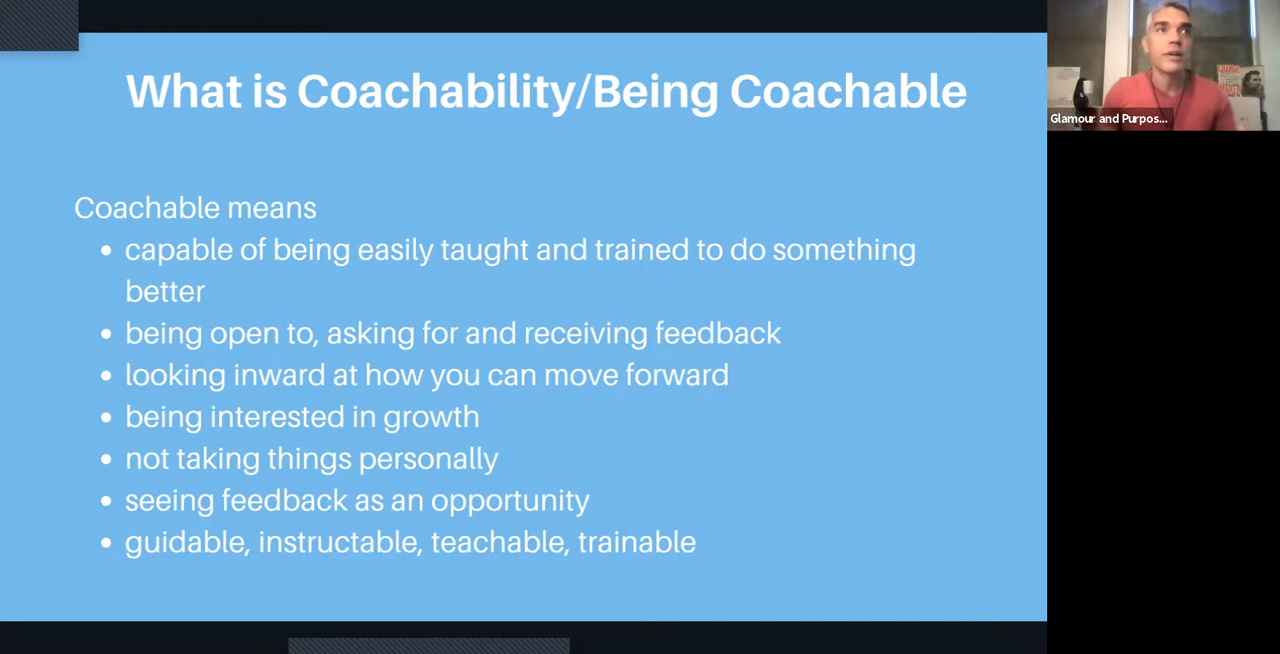 What is Coachability/Being Coachable
Coachable means
• capable of being easily taught and trained to do something
better
• being open to, asking for and receiving feedback
• looking inward at how you can move forward
• being interested in growth
• not taking things personally
• seeing feedback as an opportunity
• guidable, instructable, teachable, trainable
Glamour and Purpos...